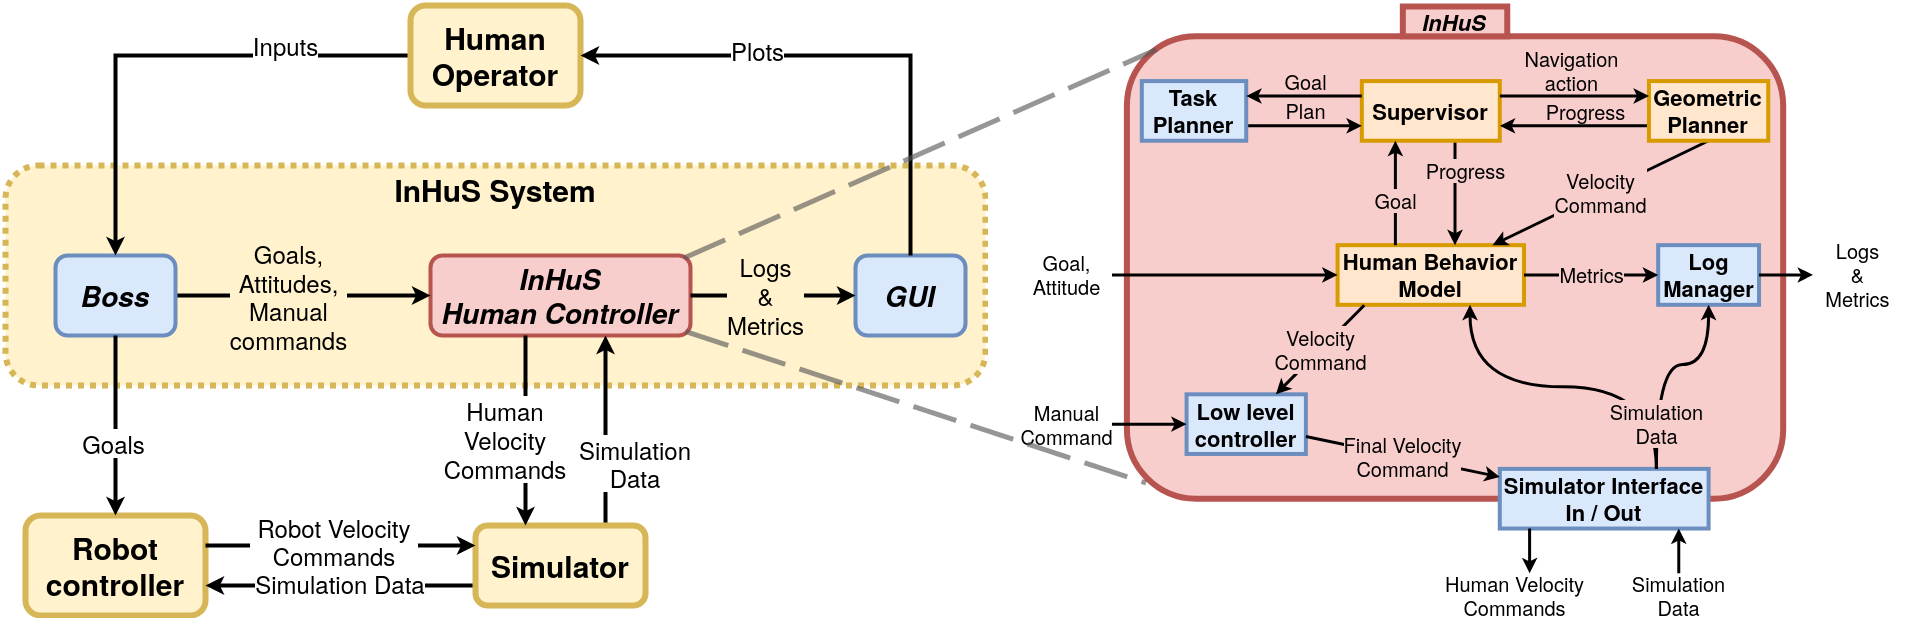 Human
Operator
Inputs
Plots
InHuS System
Boss
Goals,
Attitudes,
Manual
commands
InHuS
Human Controller
Logs
&
Metrics
GUI
Goals
Human
Velocity
Commands
Simulation
Data
Robot
controller
Robot Velocity
Commands
Simulation Data
Simulator
InHuS
Task
Planner
Goal
Plan
Supervisor
Navigation
action
Progress
Geometric
Planner
Goal
Progress
Velocity
Command
Goal,
Attitude
Human Behavior
Model
Metrics
Log
Manager
Logs
&
Metrics
Velocity
Command
Manual
Command
Low level
controller
Final Velocity
Command
Simulation
Data
Simulator Interface
In / Out
Human Velocity
Commands
Simulation
Data